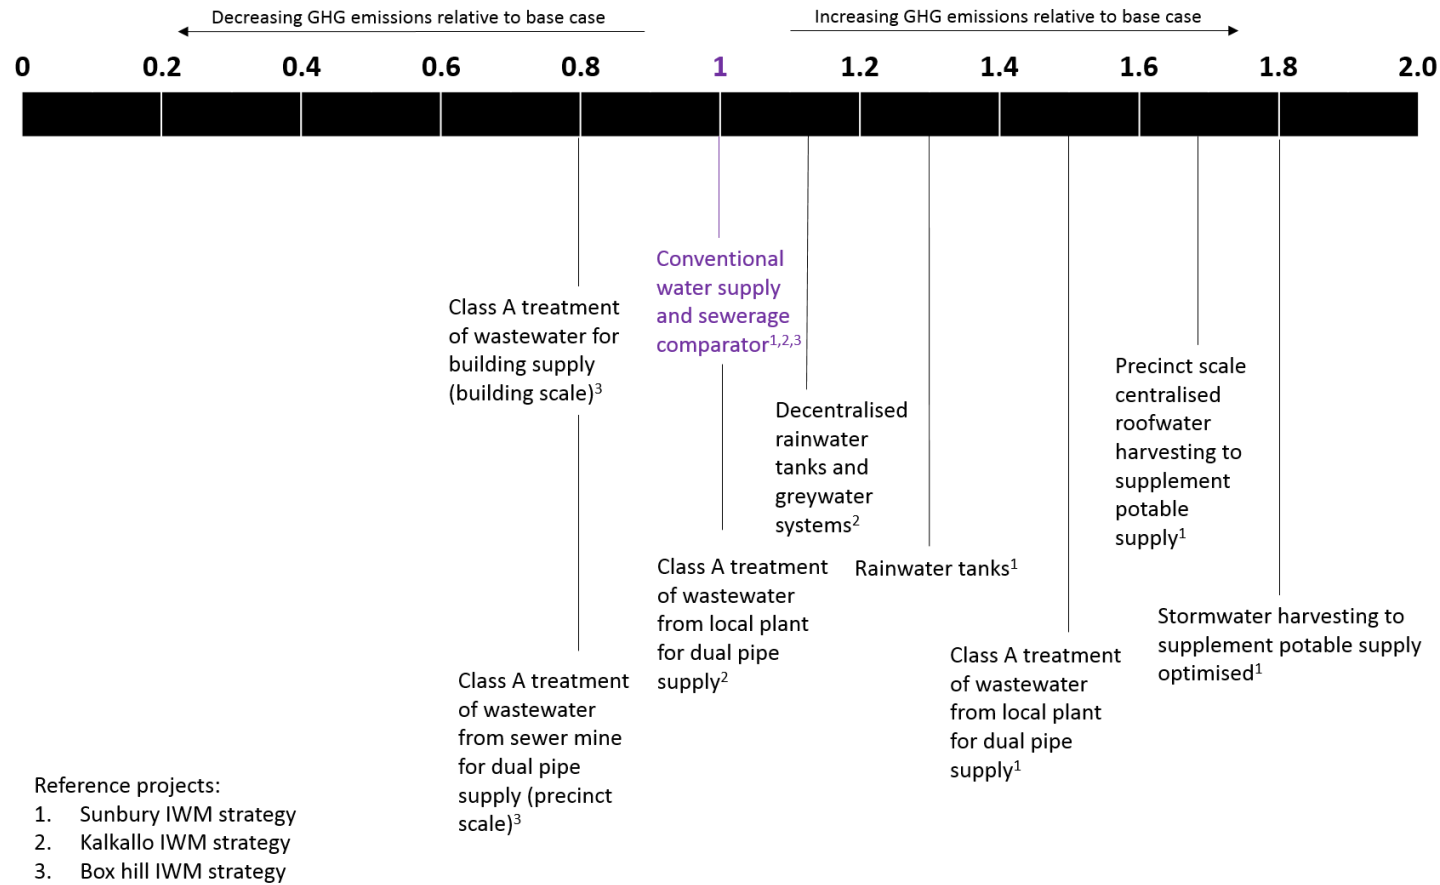 Decreasing GHG emissions relative to base case
Increasing GHG emissions relative to base case
0 0.2 0.4 0.6 0.8 1 1.2 1.4 1.6 1.8 2.0
Class A treatment
of wastewater for
building supply
(building scale)³
Conventional
water supply
and sewerage
comparator¹,²,³
Decentralised
rainwater
tanks and
greywater
systems²
Precinct scale
centralised
roofwater
harvesting to
supplement
potable
supply¹
Class A treatment
of wastewater
from sewer mine
for dual pipe
supply (precinct
scale)³
Class A treatment
of wastewater
from local plant
for dual pipe
supply²
Rainwater tanks¹
Class A treatment
of wastewater
from local plant
for dual pipe
supply¹
Stormwater harvesting to
supplement potable supply
optimised¹
Reference projects:
1. Sunbury IWM strategy
2. Kalkallo IWM strategy
3. Box hill IWM strategy